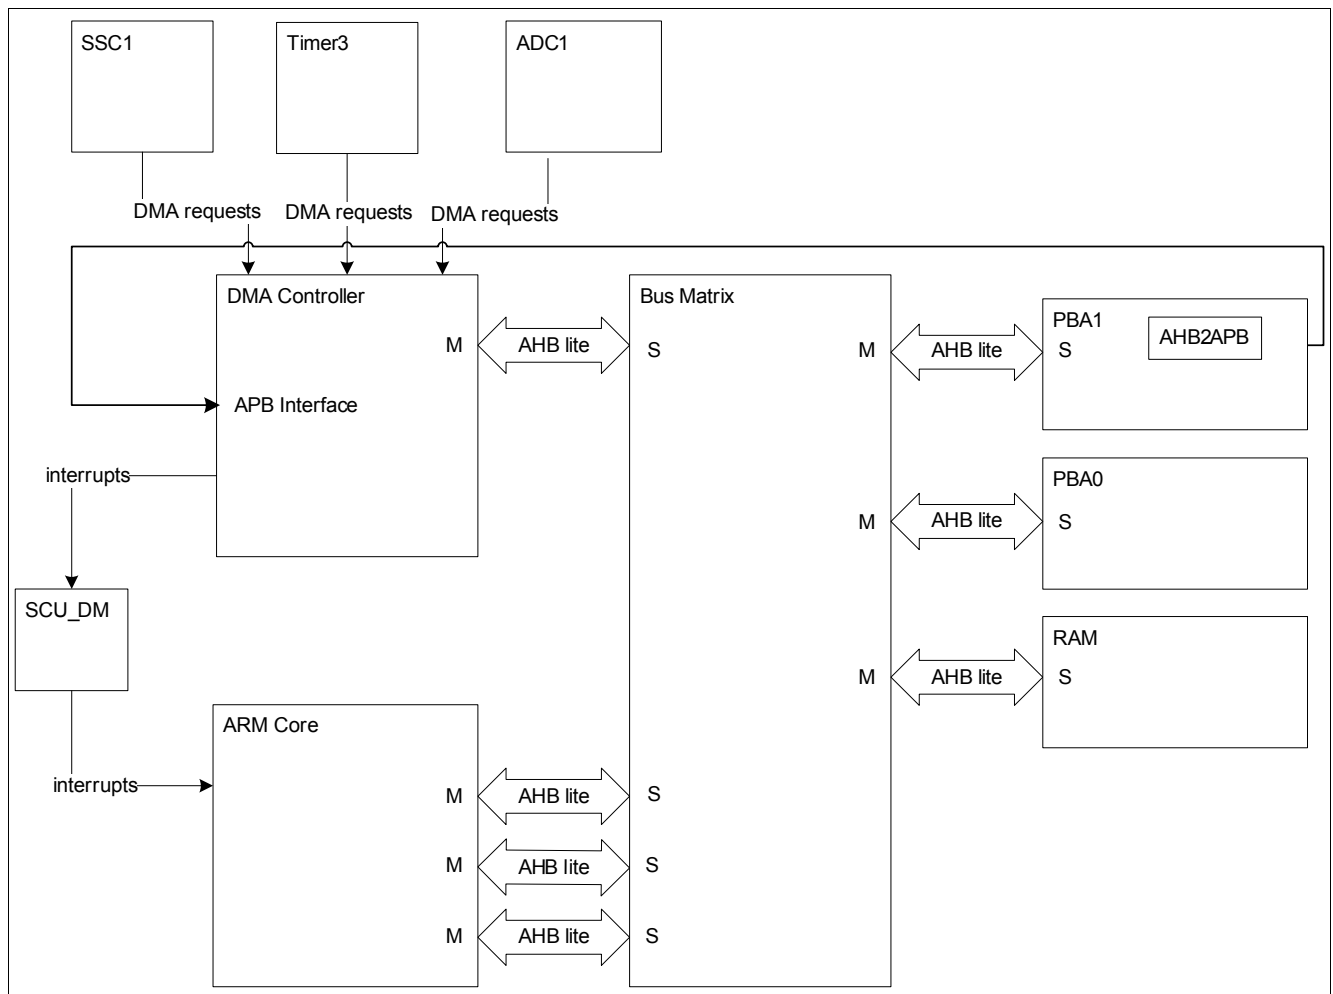 SSC1
Timer3
ADC1
DMA requests
DMA requests
DMA requests
DMA Controller
M
AHB lite
APB Interface
Bus Matrix
S
M
AHB lite
PBA1
S
AHB2APB
interrupts
M
AHB lite
PBA0
S
SCU_DM
M
AHB lite
RAM
S
interrupts
ARM Core
M
AHB lite
S
M
AHB lite
S
M
AHB lite
S